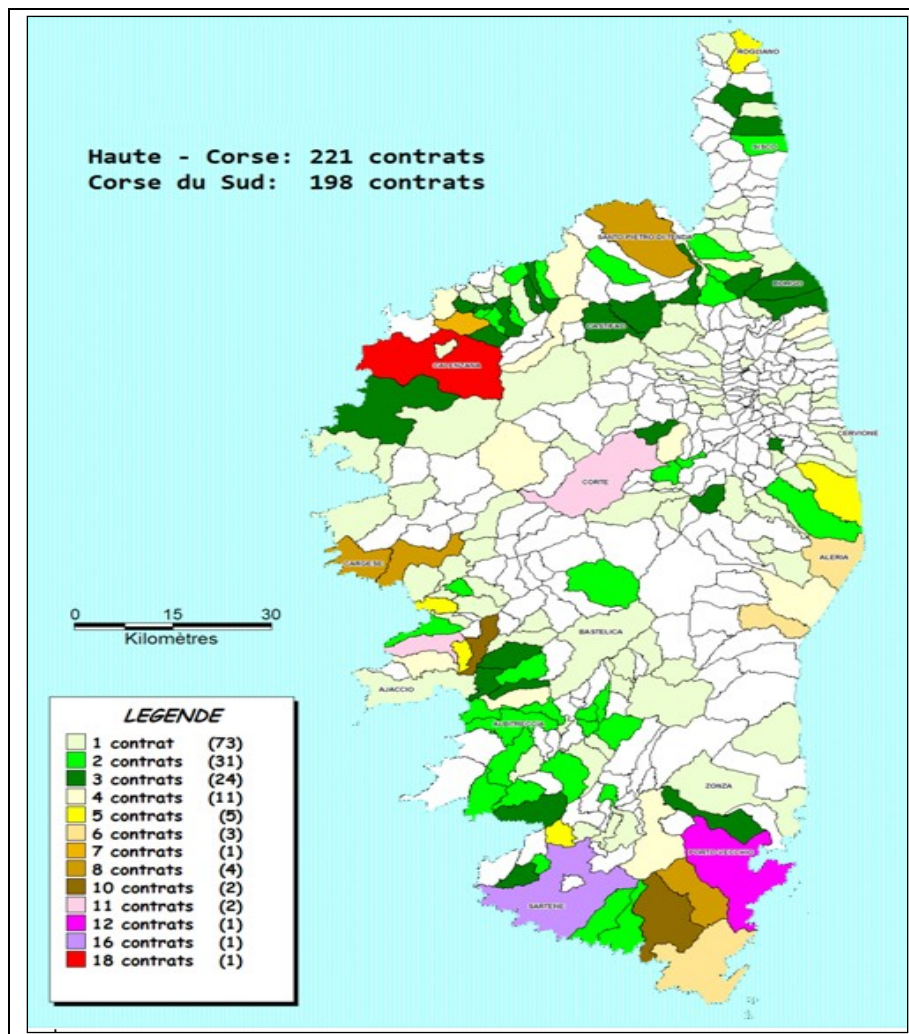 ROGLIANO
Haute - Corse: 221 contrats
Corse du Sud: 198 contrats
SISCO
SANTO PIETRO DI TENDA
BORGO
CASTIFAO
CALENZANA
CERVIONE
CORTE
ALERIA
CARGESE
0 15 30
Kilomètres
BASTELICA
AJACCIO
ALBITRECCIA
ZONZA
PORTO VECCHIO
SARTENE
LEGENDE
1 contrat (73)
2 contrats (31)
3 contrats (24)
4 contrats (11)
5 contrats (5)
6 contrats (3)
7 contrats (1)
8 contrats (4)
10 contrats (2)
11 contrats (2)
12 contrats (1)
16 contrats (1)
18 contrats (1)